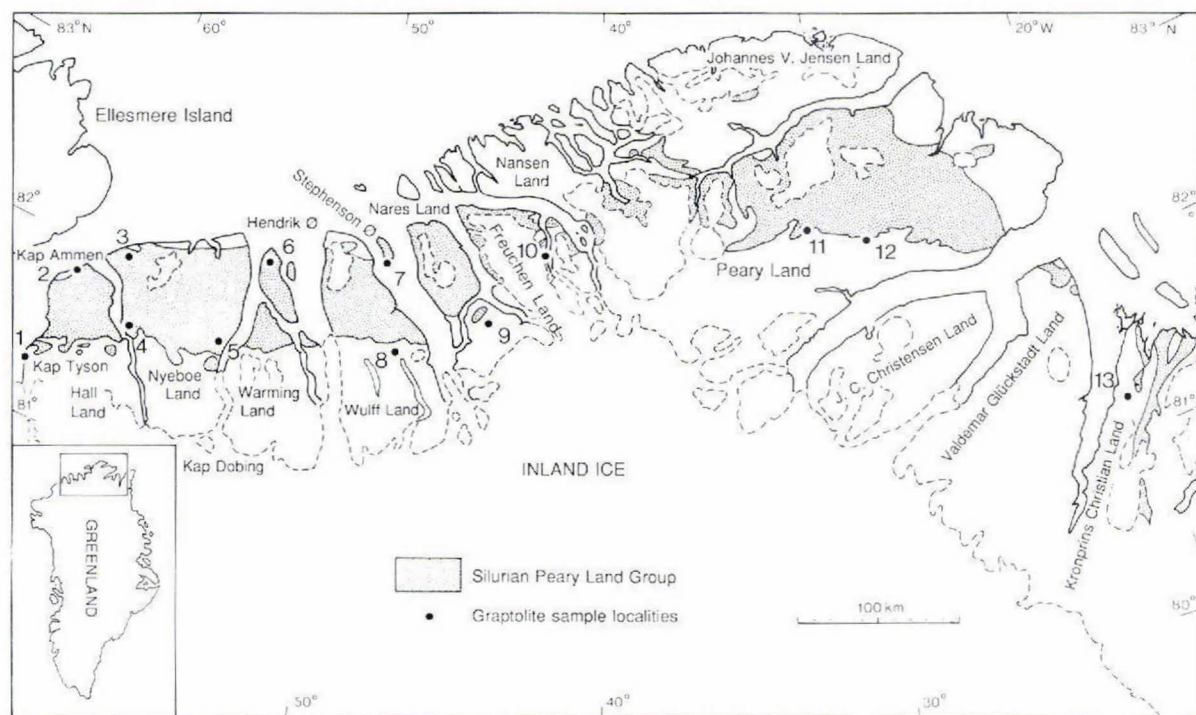 83°N
60°
50°
40°
20°W
83°N
Johannes V. Jensen Land
Ellesmere Island
Nansen
Land
82°
Stephenson Ø
Nares Land
82°
Hendrik Ø
3
6
Kap Ammen
2
7
Freuchen Land
10
11
12
Peary Land
1
4
5
9
8
Kap Tyson
Nyeboe
Land
Warming
Land
Wulff Land
Hall
Land
81°
J. C. Christensen Land
Valdemar Glückstadt Land
13
81°
Kronprins Christian Land
Kap Dobing
INLAND ICE
GREENLAND
Silurian Peary Land Group
Graptolite sample localities
100 km
80°
50°
40°
30°